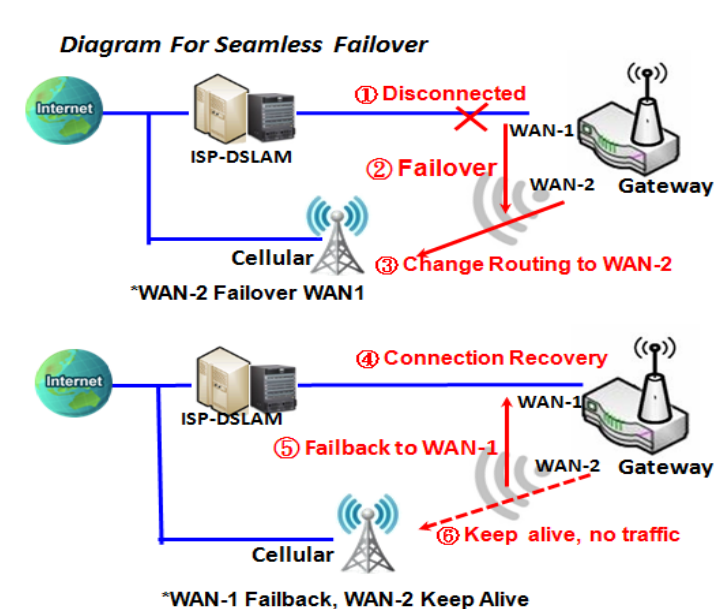 Diagram For Seamless Failover
Internet
ISP-DSLAM
① Disconnected
WAN-1
② Failover
WAN-2
Gateway
Cellular
③ Change Routing to WAN-2
*WAN-2 Failover WAN1
Internet
ISP-DSLAM
④ Connection Recovery
WAN-1
⑤ Failback to WAN-1
WAN-2
Gateway
Cellular
⑥ Keep alive, no traffic
*WAN-1 Failback, WAN-2 Keep Alive